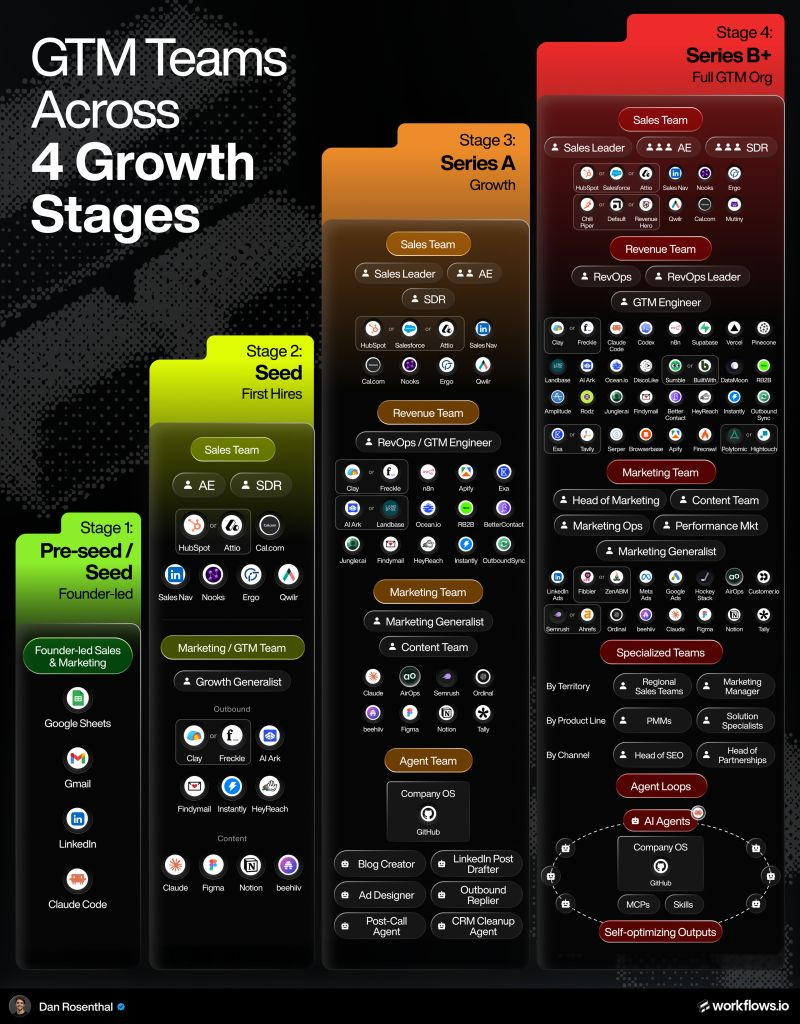 GTM Teams
Across
4 Growth
Stages
Stage 1:
Pre-seed /
Seed
Founder-led
Founder-led Sales
& Marketing
Google Sheets
Gmail
LinkedIn
Claude Code
Stage 2:
Seed
First Hires
Sales Team
AE
SDR
HubSpot or Attio Cal.com
Cal.com
Sales Nav Nooks Ergo Qwilr
Marketing / GTM Team
Growth Generalist
Outbound
Clay or Freckle AI Ark
Findymail Instantly HeyReach
Content
Claude Figma Notion beehiiv
Stage 3:
Series A
Growth
Sales Team
Sales Leader
AE
SDR
HubSpot or Salesforce or Attio Sales Nav
Cal.com Nooks Ergo Qwilr
Revenue Team
RevOps / GTM Engineer
Clay or Freckle n8n Apify Exa
AI Ark or Landbase Ocean.io RB2B BetterContact
Jungler.ai Findymail HeyReach Instantly OutboundSync
Marketing Team
Marketing Generalist
Content Team
Claude AirOps Semrush Ordinal
beehiiv Figma Notion Tally
Agent Team
Company OS
GitHub
Blog Creator
LinkedIn Post
Drafter
Ad Designer
Outbound
Replier
Post-Call
Agent
CRM Cleanup
Agent
Stage 4:
Series B+
Full GTM Org
Sales Team
Sales Leader
AE
SDR
HubSpot or Salesforce or Attio Sales Nav Nooks Ergo
Chili
Piper or Default or Revenue
Hero Qwilr Cal.com Mutiny
Revenue Team
RevOps
RevOps Leader
GTM Engineer
Clay or Freckle Claude
Code Codex n8n Supabase Vercel Pinecone
Landbase AI Ark Ocean.io DiscoLike Sumble or BuiltWith DataMoon RB2B
Amplitude Rodz Jungler.ai Findymail Better
Contact HeyReach Instantly Outbound
Sync
Exa or Tavily Serper Browserbase Apify Firecrawl Polytomic or Hightouch
Marketing Team
Head of Marketing
Content Team
Marketing Ops
Performance Mkt
Marketing Generalist
LinkedIn
Ads Fibbler or ZenABM Meta
Ads Google
Ads Hockey
Stack AirOps Customer.io
Semrush or Ahrefs Ordinal beehiiv Claude Figma Notion Tally
Specialized Teams
By Territory
Regional
Sales Teams
Marketing
Manager
By Product Line
PMMs
Solution
Specialists
By Channel
Head of SEO
Head of
Partnerships
Agent Loops
AI Agents
Company OS
GitHub
MCPs
Skills
Self-optimizing Outputs
Dan Rosenthal
workflows.io